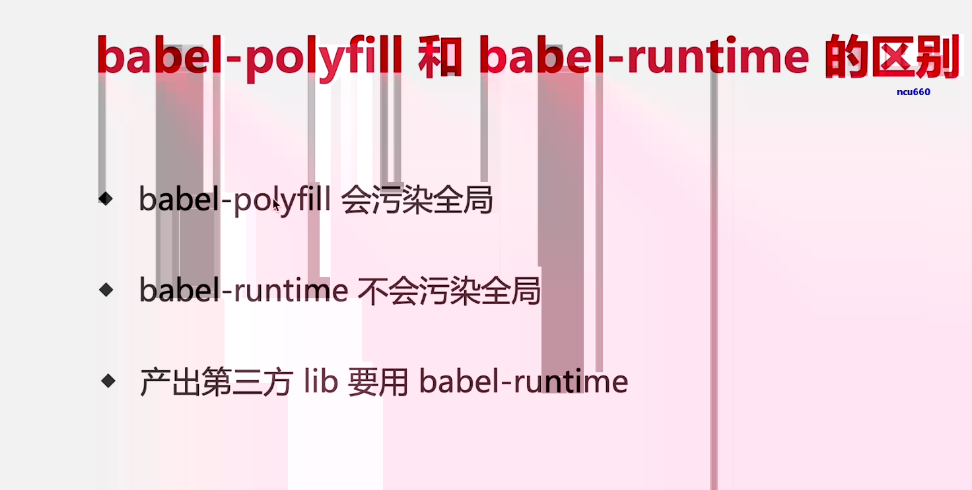 babel-polyfill 和 babel-runtime 的区别
ncu660
babel-polyfill 会污染全局
babel-runtime 不会污染全局
产出第三方 lib 要用 babel-runtime